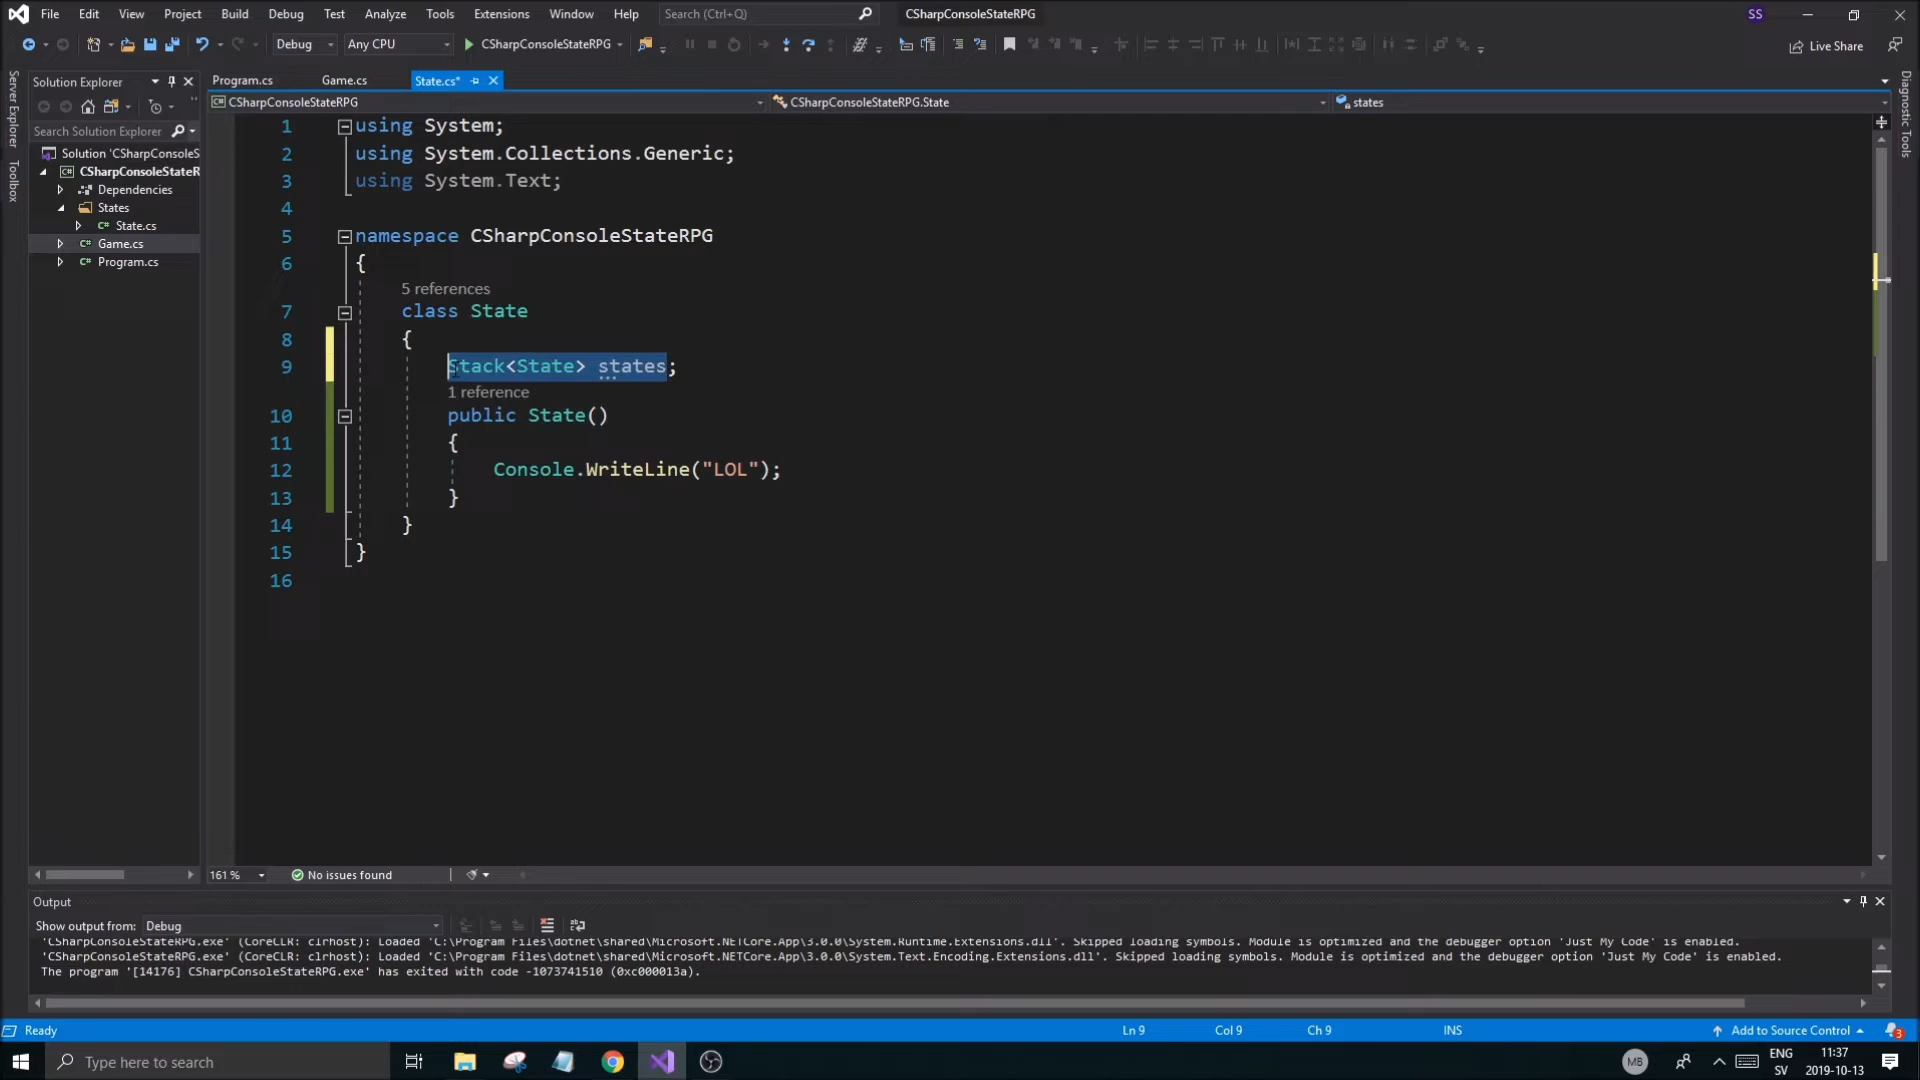 File Edit View Project Build Debug Test Analyze Tools Extensions Window Help Search (Ctrl+Q) CSharpConsoleStateRPG SS
Debug Any CPU CSharpConsoleStateRPG Live Share
Server Explorer
Toolbox
Solution Explorer
Search Solution Explorer
Solution 'CSharpConsoleS
CSharpConsoleStateR
Dependencies
States
C# State.cs
C# Game.cs
C# Program.cs
Program.cs Game.cs State.cs*
CSharpConsoleStateRPG CSharpConsoleStateRPG.State states
1 using System;
2 using System.Collections.Generic;
3 using System.Text;
4
5 namespace CSharpConsoleStateRPG
6 {
5 references
7 class State
8 {
9 Stack<State> states;
1 reference
10 public State()
11 {
12 Console.WriteLine("LOL");
13 }
14 }
15 }
16
Diagnostic Tools
161 % No issues found
Output
Show output from: Debug
'CSharpConsoleStateRPG.exe' (CoreCLR: clrhost): Loaded 'C:\Program Files\dotnet\shared\Microsoft.NETCore.App\3.0.0\System.Runtime.Extensions.dll'. Skipped loading symbols. Module is optimized and the debugger option 'Just My Code' is enabled.
'CSharpConsoleStateRPG.exe' (CoreCLR: clrhost): Loaded 'C:\Program Files\dotnet\shared\Microsoft.NETCore.App\3.0.0\System.Text.Encoding.Extensions.dll'. Skipped loading symbols. Module is optimized and the debugger option 'Just My Code' is enabled.
The program '[14176] CSharpConsoleStateRPG.exe' has exited with code -1073741510 (0xc000013a).
Ready Ln 9 Col 9 Ch 9 INS Add to Source Control 3
Type here to search MB ENG 11:37
SV 2019-10-13